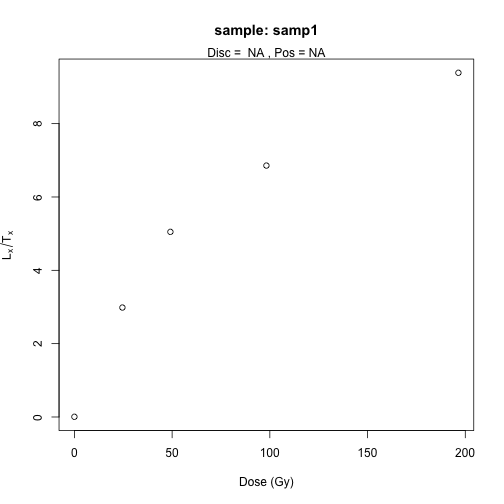 sample: samp1
Disc =  NA , Pos = NA
8
6
4
2
0
Lx/Tx
0 50 100 150 200
Dose (Gy)